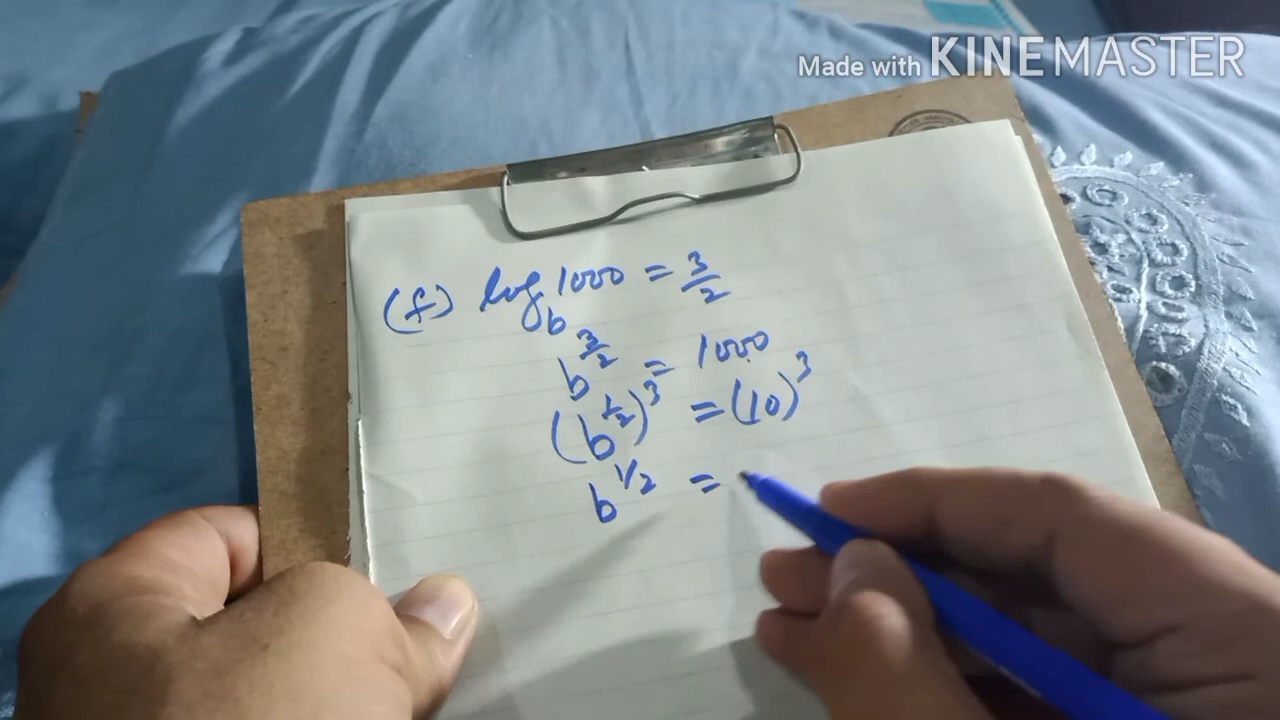 Made with KINEMASTER
(f) log_b 1000 = 3/2
b^(3/2) = 1000
(b^(1/2))^3 = (10)^3
b^(1/2) =